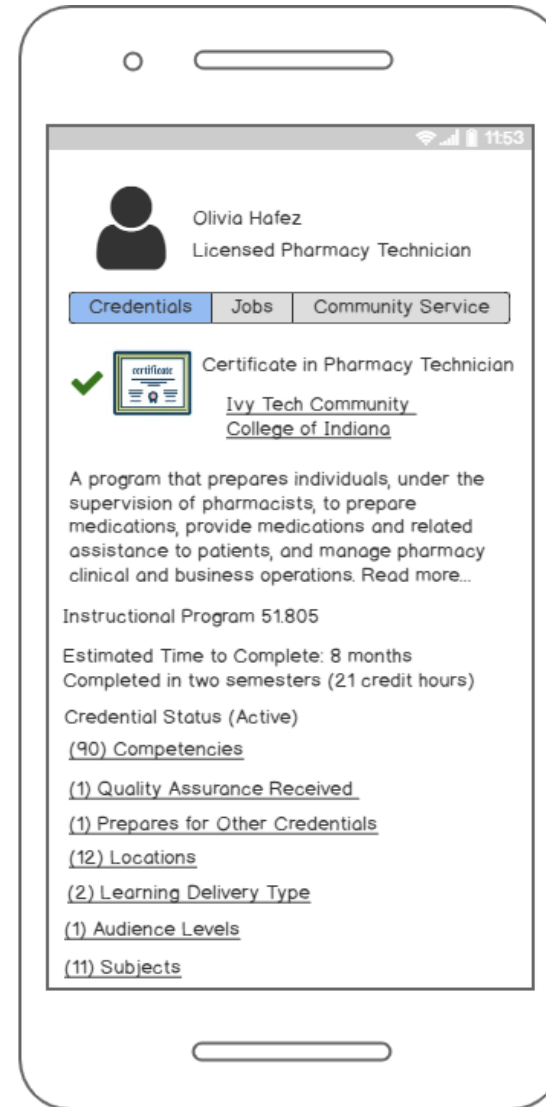 11:53
Olivia Hafez
Licensed Pharmacy Technician
Credentials Jobs Community Service
certificate
Certificate in Pharmacy Technician
Ivy Tech Community
College of Indiana
A program that prepares individuals, under the
supervision of pharmacists, to prepare
medications, provide medications and related
assistance to patients, and manage pharmacy
clinical and business operations. Read more...
Instructional Program 51.805
Estimated Time to Complete: 8 months
Completed in two semesters (21 credit hours)
Credential Status (Active)
(90) Competencies
(1) Quality Assurance Received
(1) Prepares for Other Credentials
(12) Locations
(2) Learning Delivery Type
(1) Audience Levels
(11) Subjects